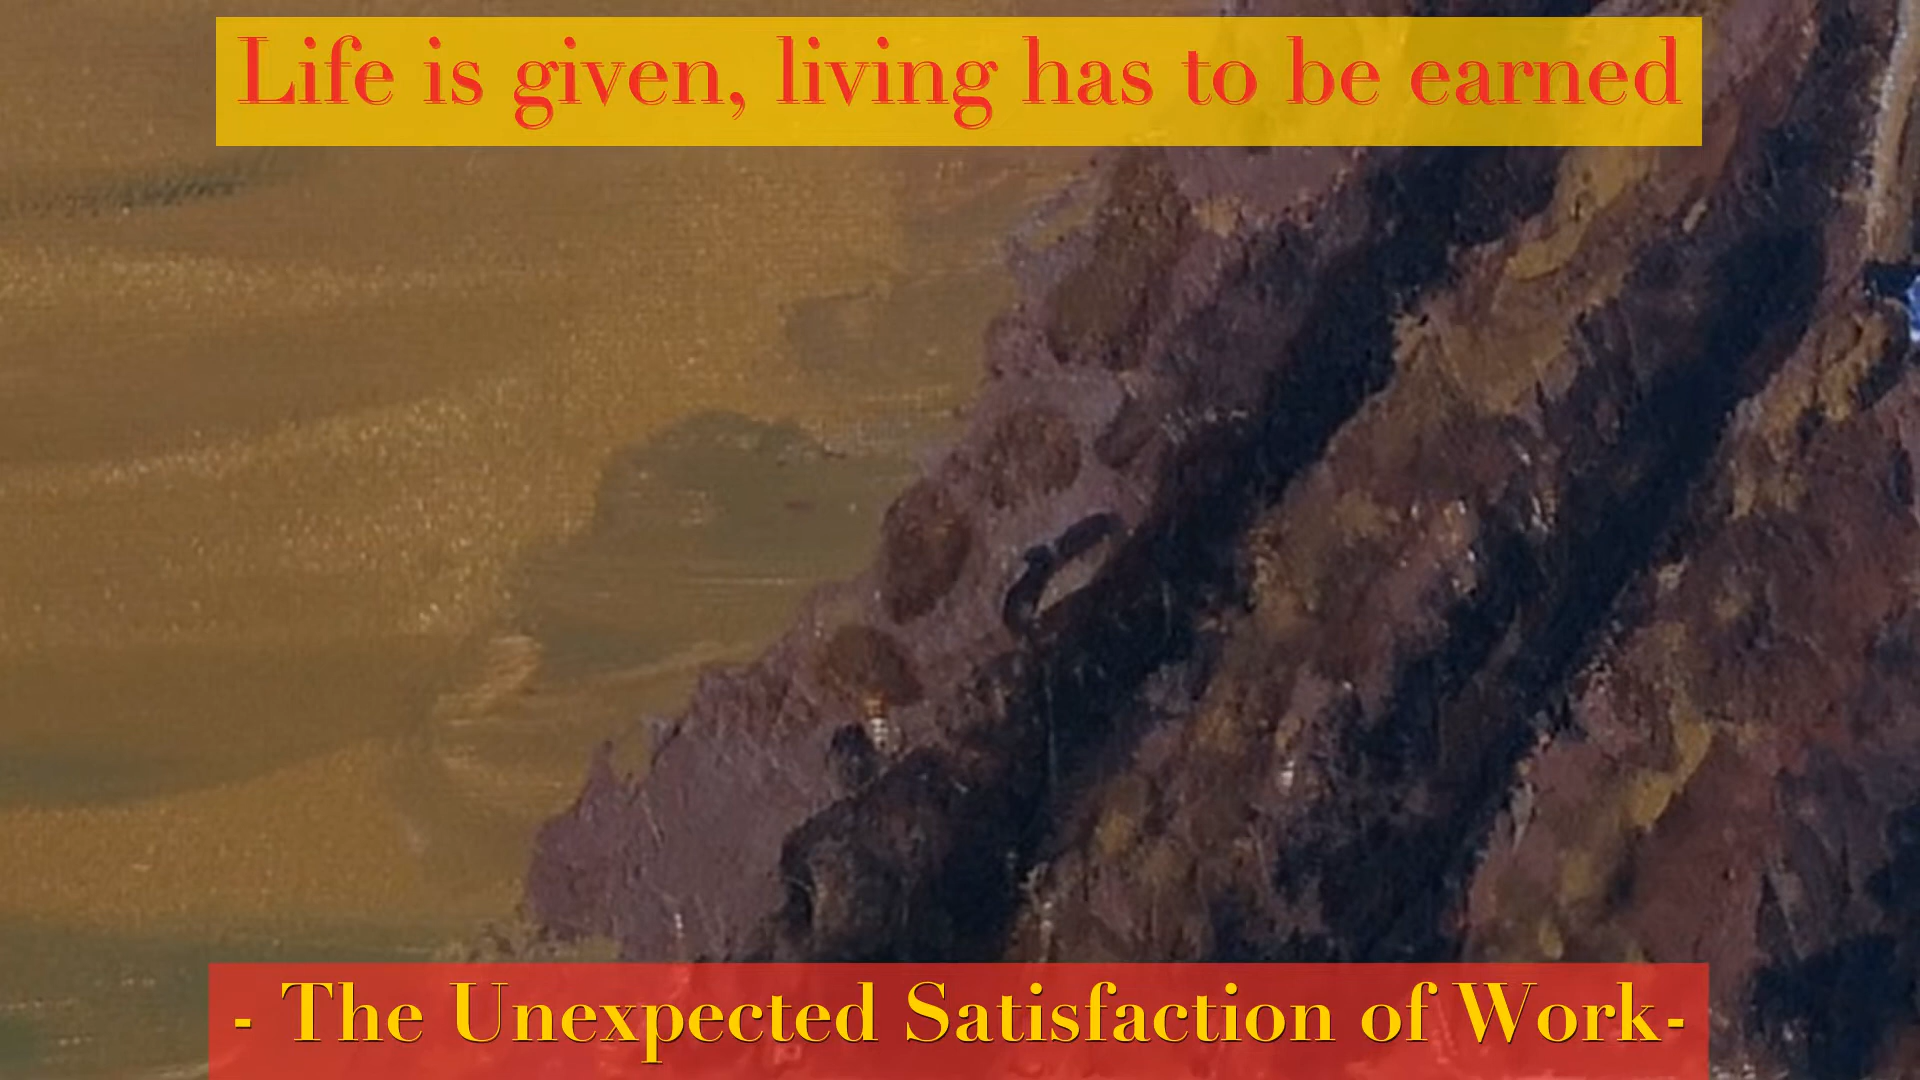 Life is given, living has to be earned
- The Unexpected Satisfaction of Work-